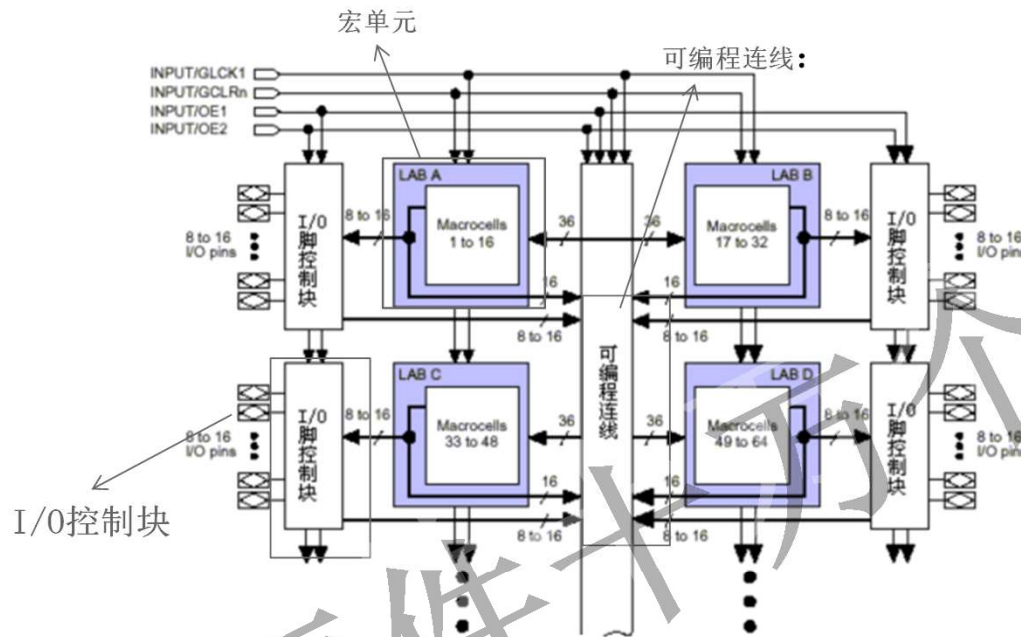 宏单元
可编程连线：
INPUT/GLCK1
INPUT/GCLRn
INPUT/OE1
INPUT/OE2
LAB A
LAB B
I/O脚控制块
8 to 16
Macrocells
1 to 16
36
36
Macrocells
17 to 32
8 to 16
I/O脚控制块
8 to 16
I/O pins
8 to 16
I/O pins
16
16
8 to 16
8 to 16
可编程连线
LAB C
LAB D
I/O脚控制块
8 to 16
Macrocells
33 to 48
36
36
Macrocells
49 to 64
8 to 16
I/O脚控制块
8 to 16
I/O pins
8 to 16
I/O pins
16
16
8 to 16
8 to 16
I/O控制块